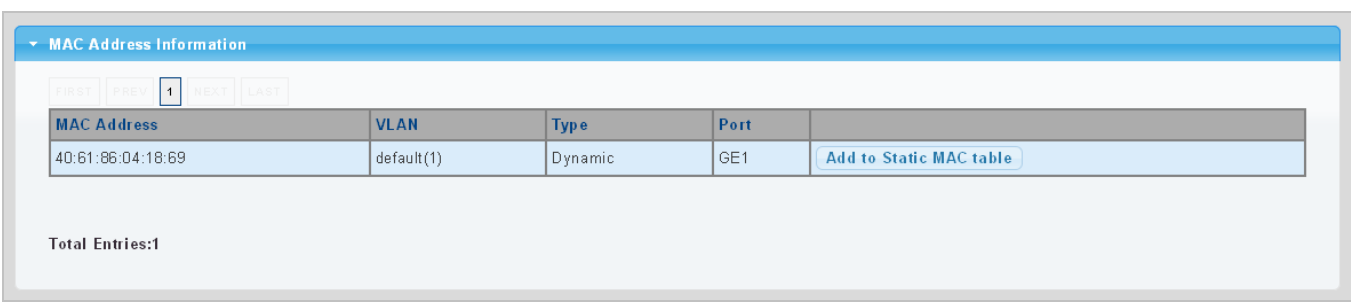 MAC Address Information
FIRST PREV 1 NEXT LAST
MAC Address VLAN Type Port
40:61:86:04:18:69 default(1) Dynamic GE1 Add to Static MAC table
Total Entries:1